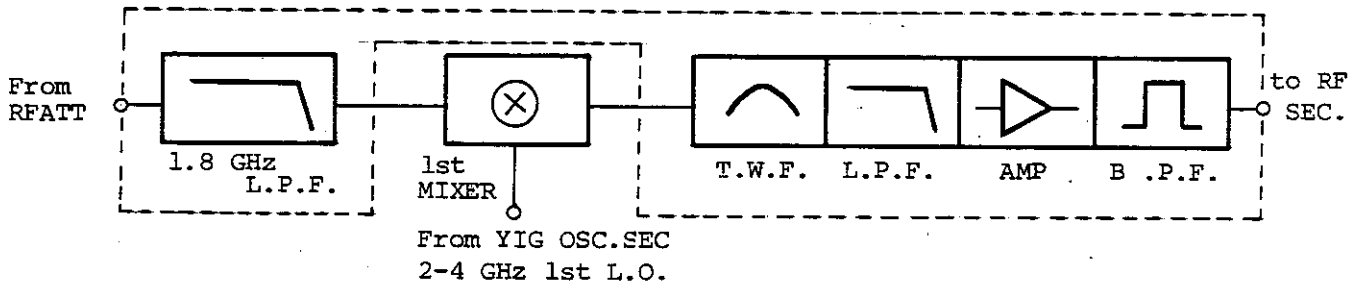 From
RFATT
1.8 GHz
L.P.F.
1st
MIXER
From YIG OSC.SEC
2-4 GHz 1st L.O.
T.W.F.
L.P.F.
AMP
B .P.F.
to RF
SEC.